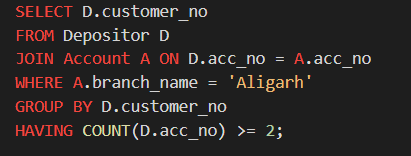 SELECT D.customer_no
FROM Depositor D
JOIN Account A ON D.acc_no = A.acc_no
WHERE A.branch_name = 'Aligarh'
GROUP BY D.customer_no
HAVING COUNT(D.acc_no) >= 2;